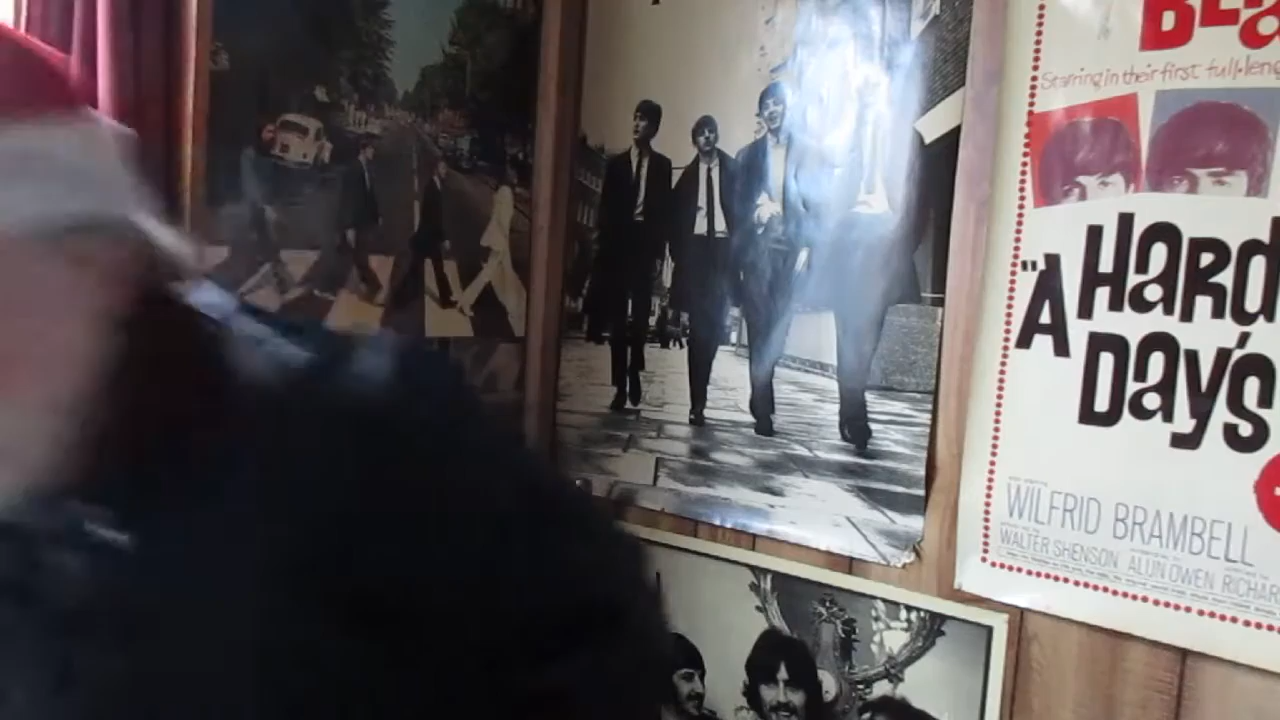 Starring in their first full-leng
"A HARD
DAY'S
WILFRID BRAMBELL
WALTER SHENSON ALUN OWEN RICHAR